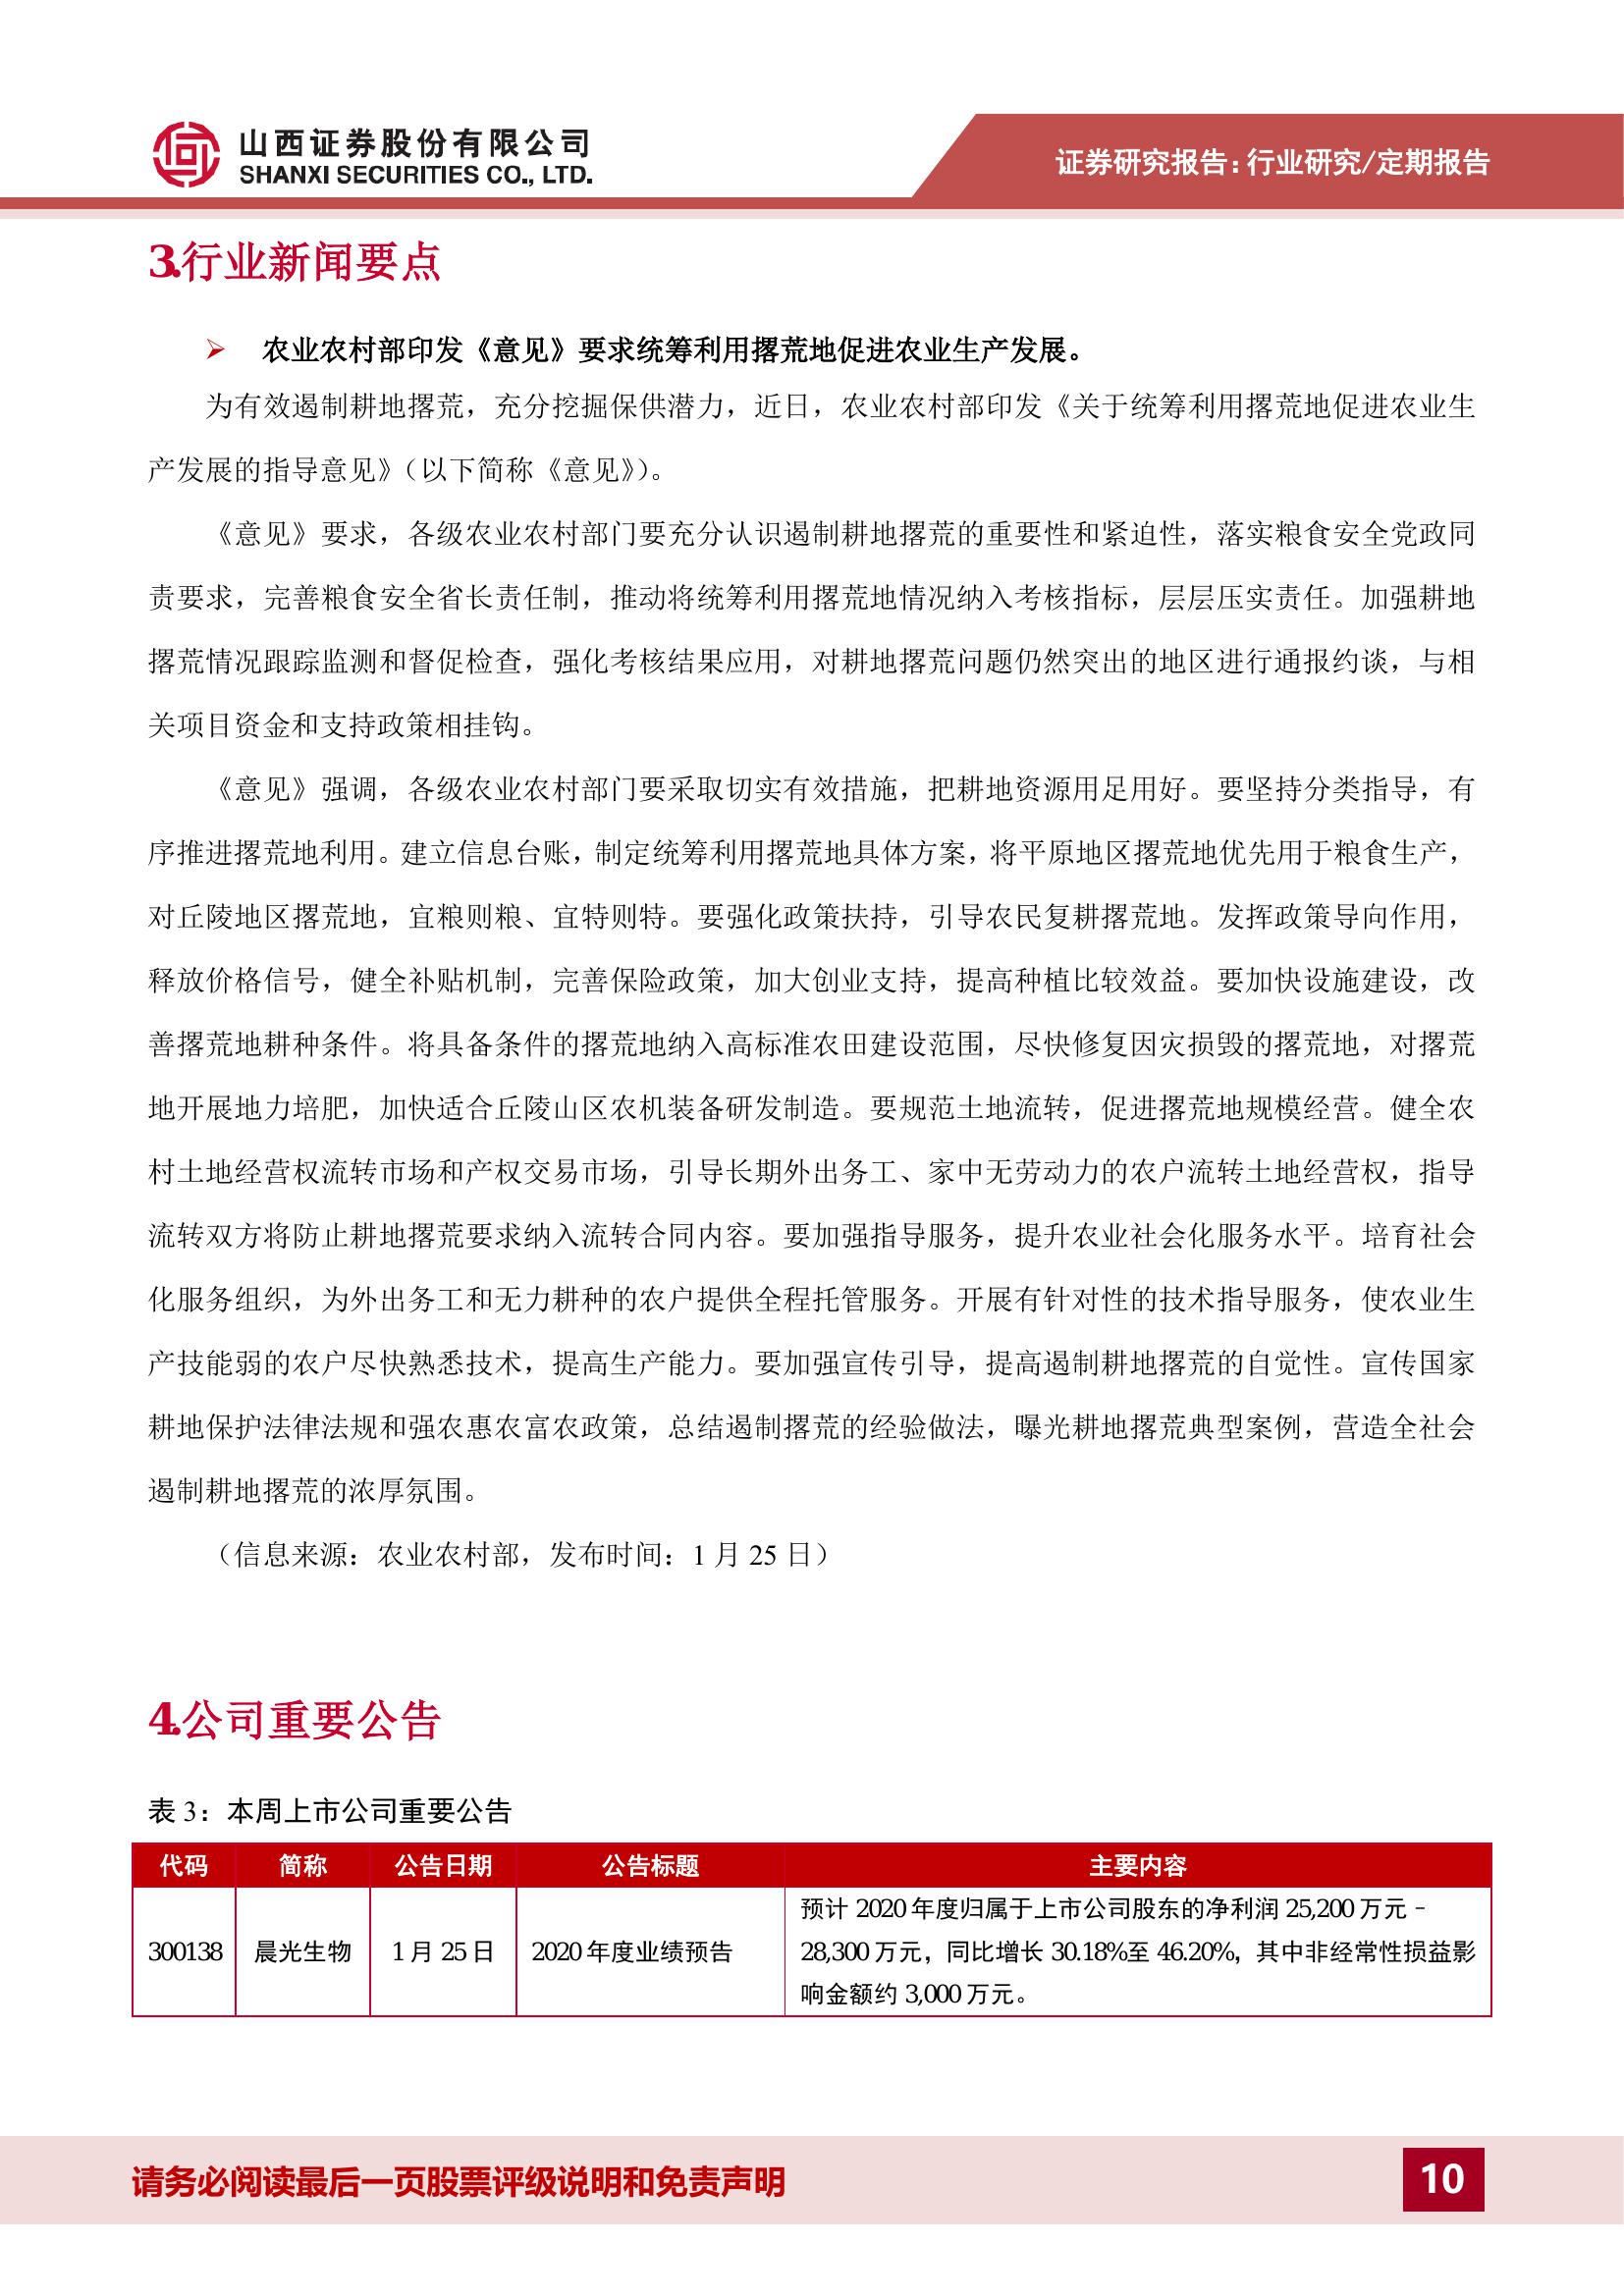 山西证券股份有限公司
SHANXI SECURITIES CO., LTD.
证券研究报告：行业研究/定期报告
3.行业新闻要点
➢ 农业农村部印发《意见》要求统筹利用撂荒地促进农业生产发展。
为有效遏制耕地撂荒，充分挖掘保供潜力，近日，农业农村部印发《关于统筹利用撂荒地促进农业生
产发展的指导意见》（以下简称《意见》）。
《意见》要求，各级农业农村部门要充分认识遏制耕地撂荒的重要性和紧迫性，落实粮食安全党政同
责要求，完善粮食安全省长责任制，推动将统筹利用撂荒地情况纳入考核指标，层层压实责任。加强耕地
撂荒情况跟踪监测和督促检查，强化考核结果应用，对耕地撂荒问题仍然突出的地区进行通报约谈，与相
关项目资金和支持政策相挂钩。
《意见》强调，各级农业农村部门要采取切实有效措施，把耕地资源用足用好。要坚持分类指导，有
序推进撂荒地利用。建立信息台账，制定统筹利用撂荒地具体方案，将平原地区撂荒地优先用于粮食生产，
对丘陵地区撂荒地，宜粮则粮、宜特则特。要强化政策扶持，引导农民复耕撂荒地。发挥政策导向作用，
释放价格信号，健全补贴机制，完善保险政策，加大创业支持，提高种植比较效益。要加快设施建设，改
善撂荒地耕种条件。将具备条件的撂荒地纳入高标准农田建设范围，尽快修复因灾损毁的撂荒地，对撂荒
地开展地力培肥，加快适合丘陵山区农机装备研发制造。要规范土地流转，促进撂荒地规模经营。健全农
村土地经营权流转市场和产权交易市场，引导长期外出务工、家中无劳动力的农户流转土地经营权，指导
流转双方将防止耕地撂荒要求纳入流转合同内容。要加强指导服务，提升农业社会化服务水平。培育社会
化服务组织，为外出务工和无力耕种的农户提供全程托管服务。开展有针对性的技术指导服务，使农业生
产技能弱的农户尽快熟悉技术，提高生产能力。要加强宣传引导，提高遏制耕地撂荒的自觉性。宣传国家
耕地保护法律法规和强农惠农富农政策，总结遏制撂荒的经验做法，曝光耕地撂荒典型案例，营造全社会
遏制耕地撂荒的浓厚氛围。
（信息来源：农业农村部，发布时间：1 月 25 日）
4.公司重要公告
表 3：本周上市公司重要公告
代码 简称 公告日期 公告标题 主要内容
300138 晨光生物 1 月 25 日 2020 年度业绩预告 预计 2020 年度归属于上市公司股东的净利润 25,200 万元–
28,300 万元，同比增长 30.18%至 46.20%，其中非经常性损益影
响金额约 3,000 万元。
请务必阅读最后一页股票评级说明和免责声明
10